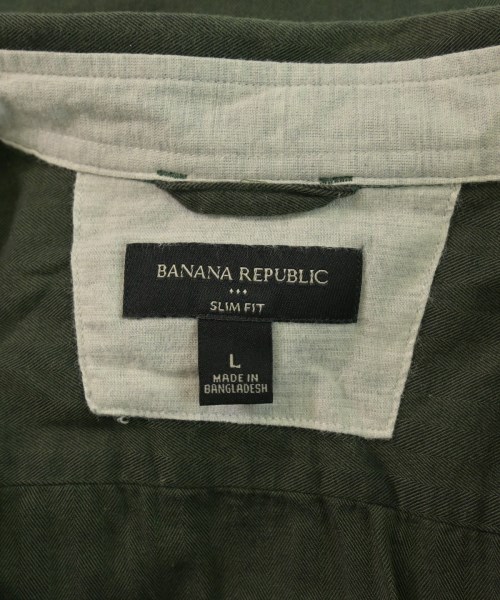 BANANA REPUBLIC
SLIM FIT
L
MADE IN
BANGLADESH